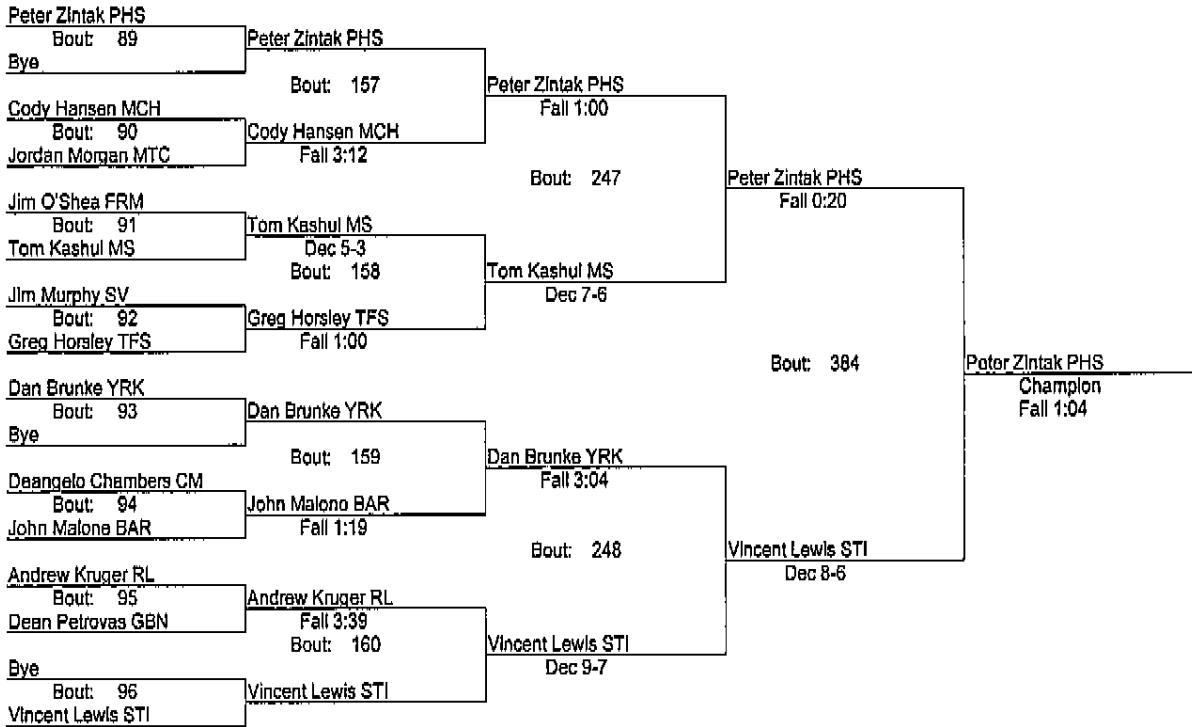 Peter Zintak PHS
Bout: 89
Bye
Cody Hansen MCH
Bout: 90
Jordan Morgan MTC
Jim O'Shea FRM
Bout: 91
Tom Kashul MS
Jim Murphy SV
Bout: 92
Greg Horsley TFS
Dan Brunke YRK
Bout: 93
Bye
Deangelo Chambers CM
Bout: 94
John Malone BAR
Andrew Kruger RL
Bout: 95
Dean Petrovas GBN
Bye
Bout: 96
Vincent Lewis STI
Peter Zintak PHS
Bout: 157
Cody Hansen MCH
Fall 3:12
Tom Kashul MS
Dec 5-3
Bout: 158
Greg Horsley TFS
Fall 1:00
Dan Brunke YRK
Bout: 159
John Malone BAR
Fall 1:19
Andrew Kruger RL
Fall 3:39
Bout: 160
Vincent Lewis STI
Peter Zintak PHS
Fall 1:00
Bout: 247
Tom Kashul MS
Dec 7-6
Dan Brunke YRK
Fall 3:04
Bout: 248
Vincent Lewis STI
Dec 9-7
Peter Zintak PHS
Fall 0:20
Bout: 384
Vincent Lewis STI
Dec 8-6
Peter Zintak PHS
Champion
Fall 1:04